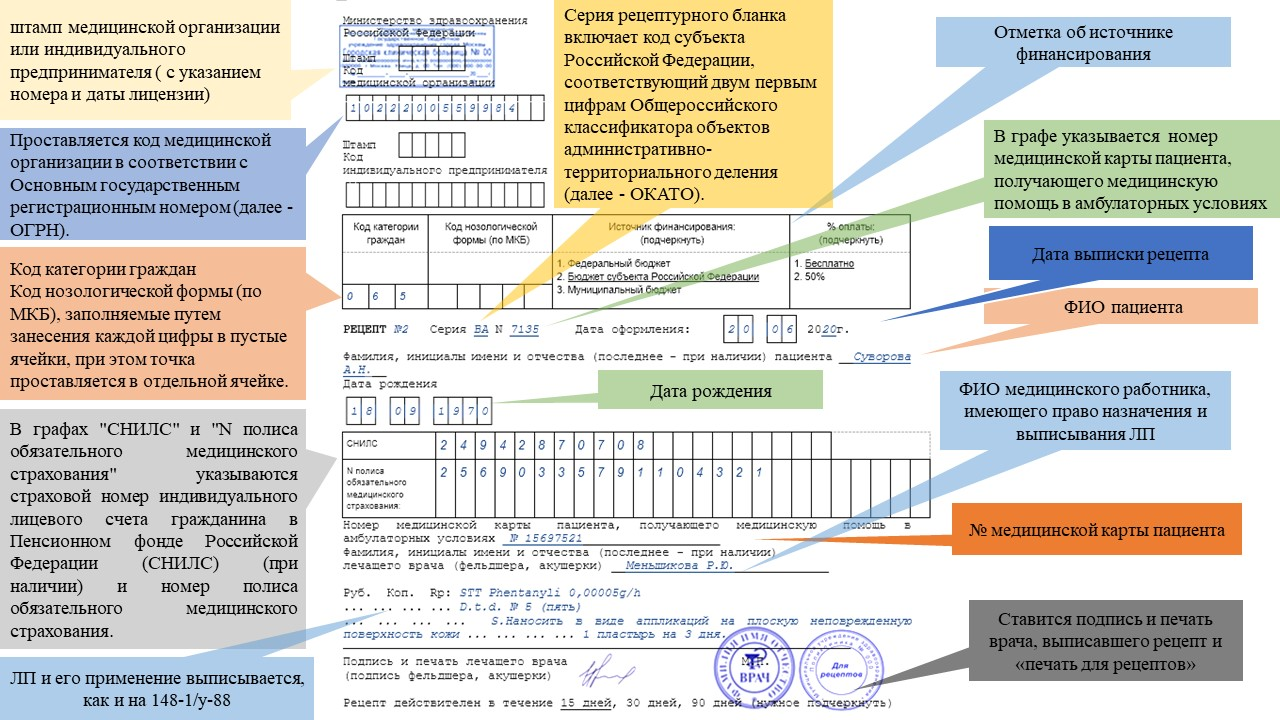 штамп медицинской организации
или индивидуального
предпринимателя ( с указанием
номера и даты лицензии)
Проставляется код медицинской
организации в соответствии с
Основным государственным
регистрационным номером (далее -
ОГРН).
Код категории граждан
Код нозологической формы (по
МКБ), заполняемые путем
занесения каждой цифры в пустые
ячейки, при этом точка
проставляется в отдельной ячейке.
В графах "СНИЛС" и "N полиса
обязательного медицинского
страхования" указываются
страховой номер индивидуального
лицевого счета гражданина в
Пенсионном фонде Российской
Федерации (СНИЛС) (при
наличии) и номер полиса
обязательного медицинского
страхования.
ЛП и его применение выписывается,
как и на 148-1/у-88
Министерство здравоохранения
Российской Федерации
Городская клиническая больница № 00
Штамп
Код
медицинской организации
1 0 2 2 2 0 0 5 5 9 9 8 4
Штамп
Код
индивидуального предпринимателя
Серия рецептурного бланка
включает код субъекта
Российской Федерации,
соответствующий двум первым
цифрам Общероссийского
классификатора объектов
административно-
территориального деления
(далее - ОКАТО).
Код категории граждан
Код нозологической формы (по МКБ)
Источник финансирования:
(подчеркнуть)
% оплаты:
(подчеркнуть)
1. Федеральный бюджет
2. Бюджет субъекта Российской Федерации
3. Муниципальный бюджет
1. Бесплатно
2. 50%
0 6 5
РЕЦЕПТ №2 Серия ВА N 7135 Дата оформления: 20 06 2020г.
Фамилия, инициалы имени и отчества (последнее - при наличии) пациента Суворова
А.Н.
Дата рождения
18 09 1970
СНИЛС 2 4 9 4 2 8 7 0 7 0 8
N полиса
обязательного
медицинского
страхования:
2 5 6 9 0 3 3 5 7 9 1 1 0 4 3 2 1
Номер медицинской карты пациента, получающего медицинскую помощь в
амбулаторных условиях № 15697521
Фамилия, инициалы имени и отчества (последнее - при наличии)
лечащего врача (фельдшера, акушерки) Меньшикова Р.Ю.
Руб. Коп. Rp: STT Phentanyli 0,00005g/h
... ... ... ... D.t.d. № 5 (пять)
... ... ... ... S.Наносить в виде аппликаций на плоскую неповрежденную
поверхность кожи ... ... ... ... 1 пластырь на 3 дня.
Подпись и печать лечащего врача М.П.
(подпись фельдшера, акушерки)
ВРАЧ
Для
рецептов
Рецепт действителен в течение 15 дней, 30 дней, 90 дней (нужное подчеркнуть)
Отметка об источнике
финансирования
В графе указывается номер
медицинской карты пациента,
получающего медицинскую
помощь в амбулаторных условиях
Дата выписки рецепта
ФИО пациента
Дата рождения
ФИО медицинского работника,
имеющего право назначения и
выписывания ЛП
№ медицинской карты пациента
Ставится подпись и печать
врача, выписавшего рецепт и
«печать для рецептов»